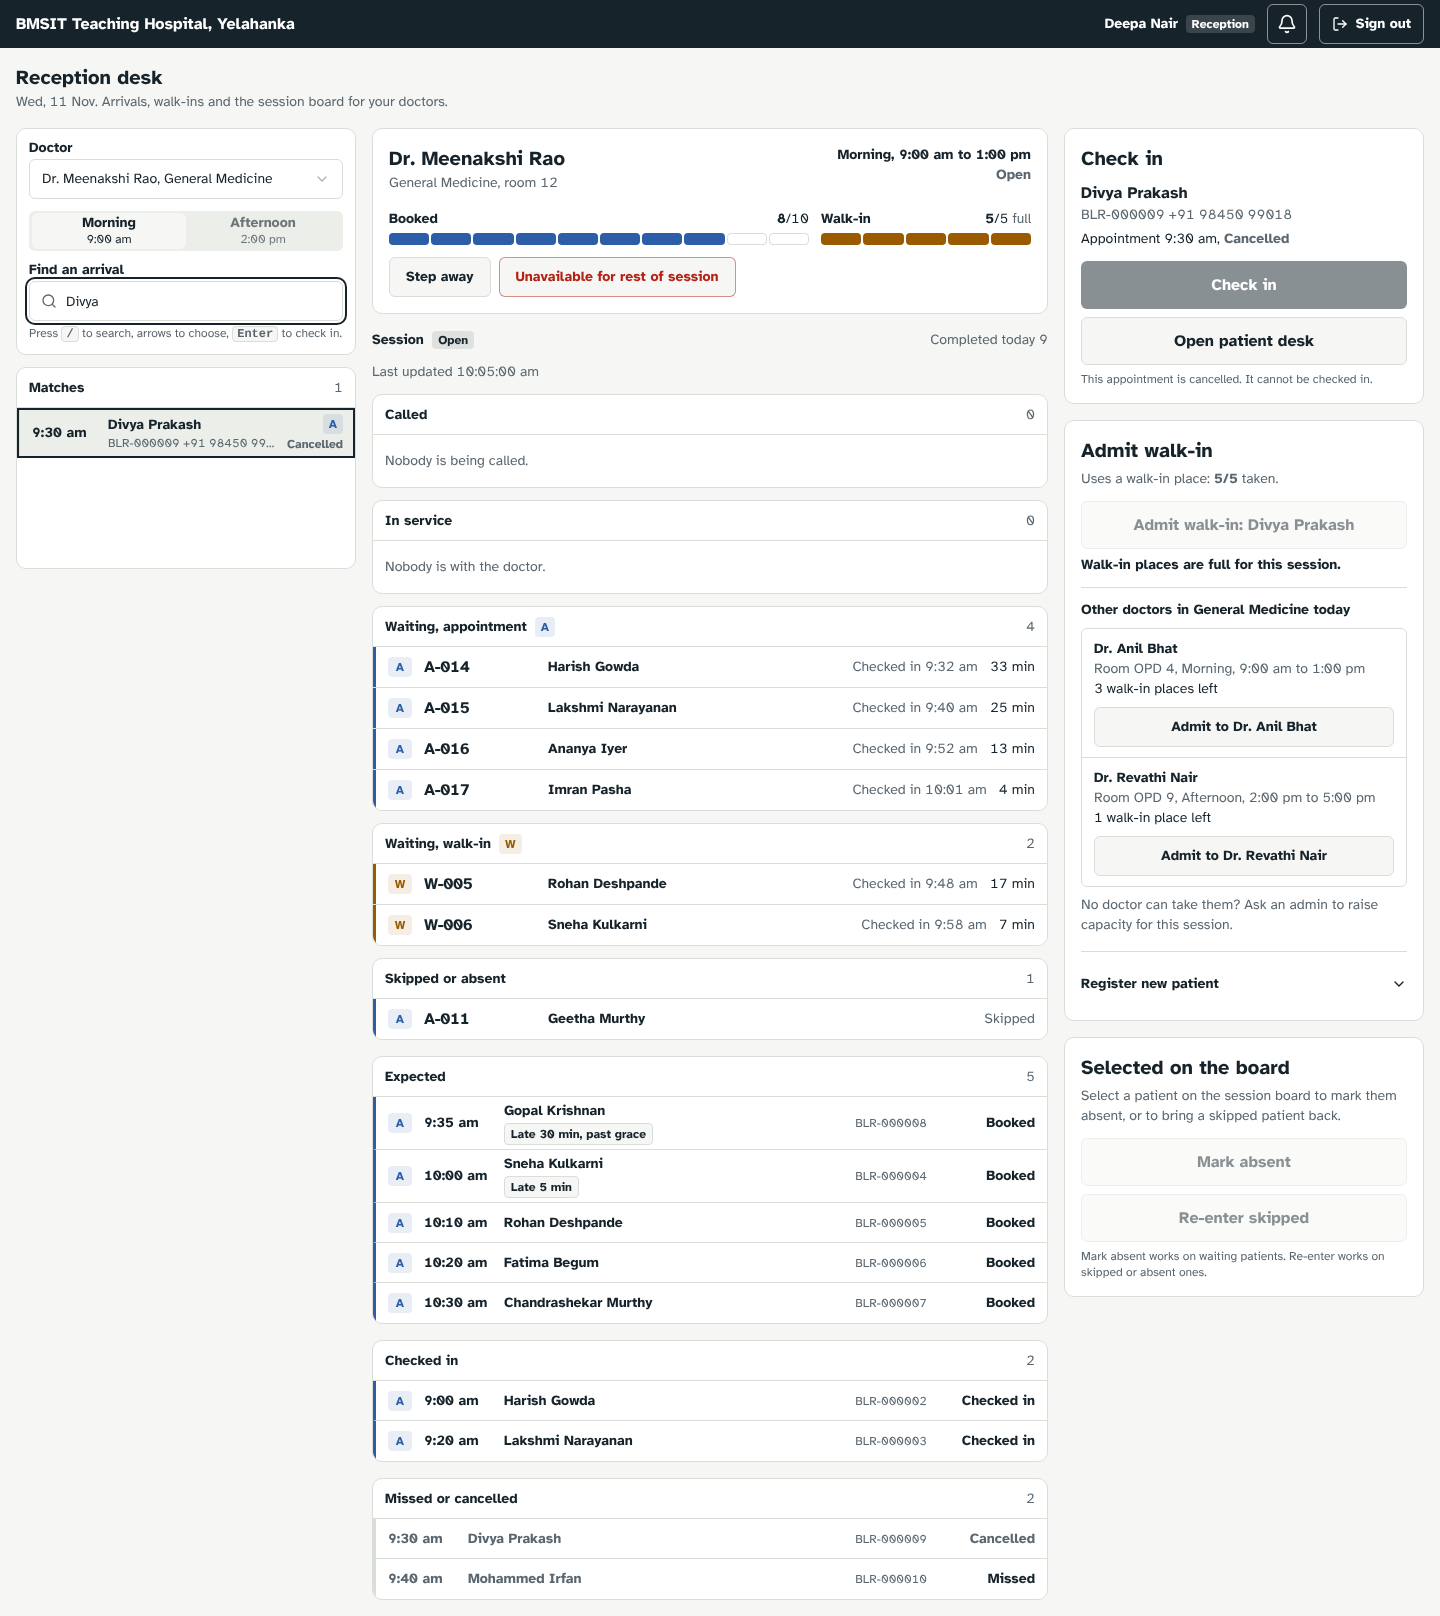 BMSIT Teaching Hospital, Yelahanka
Deepa Nair Reception
Sign out
Reception desk
Wed, 11 Nov. Arrivals, walk-ins and the session board for your doctors.
Doctor
Dr. Meenakshi Rao, General Medicine
Morning
9:00 am
Afternoon
2:00 pm
Find an arrival
Divya
Press / to search, arrows to choose, Enter to check in.
Matches 1
9:30 am Divya Prakash A
BLR-000009 +91 98450 99... Cancelled
Dr. Meenakshi Rao
General Medicine, room 12
Morning, 9:00 am to 1:00 pm
Open
Booked 8/10
Walk-in 5/5 full
Step away
Unavailable for rest of session
Session Open
Completed today 9
Last updated 10:05:00 am
Called 0
Nobody is being called.
In service 0
Nobody is with the doctor.
Waiting, appointment A 4
A A-014 Harish Gowda Checked in 9:32 am 33 min
A A-015 Lakshmi Narayanan Checked in 9:40 am 25 min
A A-016 Ananya Iyer Checked in 9:52 am 13 min
A A-017 Imran Pasha Checked in 10:01 am 4 min
Waiting, walk-in W 2
W W-005 Rohan Deshpande Checked in 9:48 am 17 min
W W-006 Sneha Kulkarni Checked in 9:58 am 7 min
Skipped or absent 1
A A-011 Geetha Murthy Skipped
Expected 5
A 9:35 am Gopal Krishnan BLR-000008 Booked
Late 30 min, past grace
A 10:00 am Sneha Kulkarni BLR-000004 Booked
Late 5 min
A 10:10 am Rohan Deshpande BLR-000005 Booked
A 10:20 am Fatima Begum BLR-000006 Booked
A 10:30 am Chandrashekar Murthy BLR-000007 Booked
Checked in 2
A 9:00 am Harish Gowda BLR-000002 Checked in
A 9:20 am Lakshmi Narayanan BLR-000003 Checked in
Missed or cancelled 2
9:30 am Divya Prakash BLR-000009 Cancelled
9:40 am Mohammed Irfan BLR-000010 Missed
Check in
Divya Prakash
BLR-000009 +91 98450 99018
Appointment 9:30 am, Cancelled
Check in
Open patient desk
This appointment is cancelled. It cannot be checked in.
Admit walk-in
Uses a walk-in place: 5/5 taken.
Admit walk-in: Divya Prakash
Walk-in places are full for this session.
Other doctors in General Medicine today
Dr. Anil Bhat
Room OPD 4, Morning, 9:00 am to 1:00 pm
3 walk-in places left
Admit to Dr. Anil Bhat
Dr. Revathi Nair
Room OPD 9, Afternoon, 2:00 pm to 5:00 pm
1 walk-in place left
Admit to Dr. Revathi Nair
No doctor can take them? Ask an admin to raise
capacity for this session.
Register new patient
Selected on the board
Select a patient on the session board to mark them
absent, or to bring a skipped patient back.
Mark absent
Re-enter skipped
Mark absent works on waiting patients. Re-enter works on
skipped or absent ones.